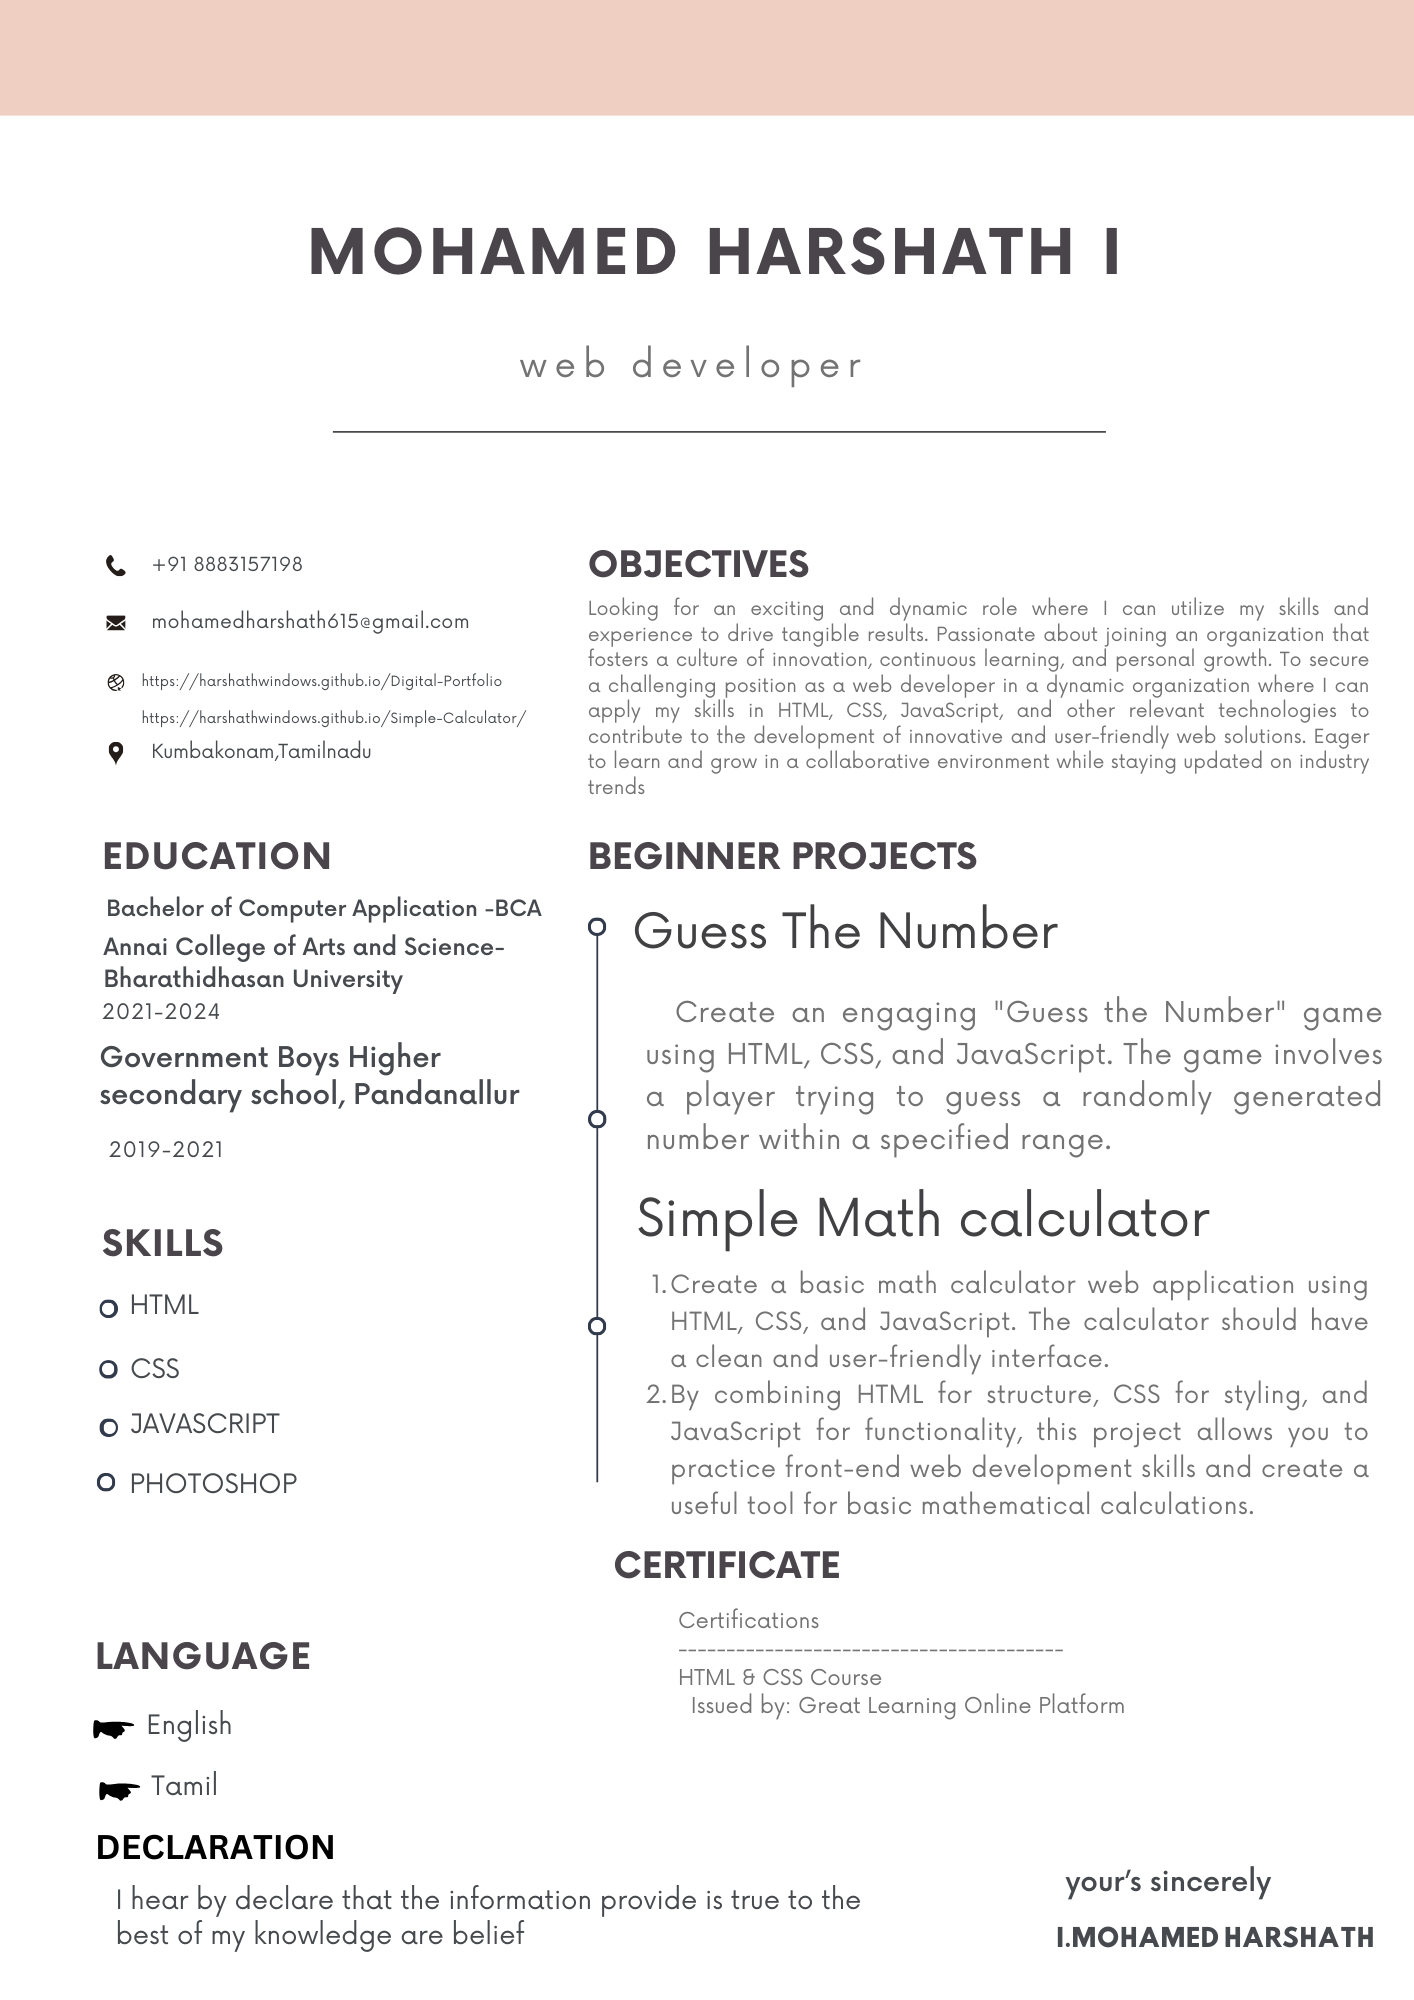 MOHAMED HARSHATH I
web developer
+91 8883157198
mohamedharshath615@gmail.com
https://harshathwindows.github.io/Digital-Portfolio
https://harshathwindows.github.io/Simple-Calculator/
Kumbakonam,Tamilnadu
OBJECTIVES
Looking for an exciting and dynamic role where I can utilize my skills and
experience to drive tangible results. Passionate about joining an organization that
fosters a culture of innovation, continuous learning, and personal growth. To secure
a challenging position as a web developer in a dynamic organization where I can
apply my skills in HTML, CSS, JavaScript, and other relevant technologies to
contribute to the development of innovative and user-friendly web solutions. Eager
to learn and grow in a collaborative environment while staying updated on industry
trends
EDUCATION
Bachelor of Computer Application -BCA
Annai College of Arts and Science-
Bharathidhasan University
2021-2024
Government Boys Higher
secondary school, Pandanallur
2019-2021
SKILLS
HTML
CSS
JAVASCRIPT
PHOTOSHOP
BEGINNER PROJECTS
Guess The Number
Create an engaging "Guess the Number" game
using HTML, CSS, and JavaScript. The game involves
a player trying to guess a randomly generated
number within a specified range.
Simple Math calculator
1. Create a basic math calculator web application using
HTML, CSS, and JavaScript. The calculator should have
a clean and user-friendly interface.
2. By combining HTML for structure, CSS for styling, and
JavaScript for functionality, this project allows you to
practice front-end web development skills and create a
useful tool for basic mathematical calculations.
CERTIFICATE
Certifications
----------------------------------------
HTML & CSS Course
Issued by: Great Learning Online Platform
LANGUAGE
English
Tamil
DECLARATION
I hear by declare that the information provide is true to the
best of my knowledge are belief
your’s sincerely
I.MOHAMED HARSHATH